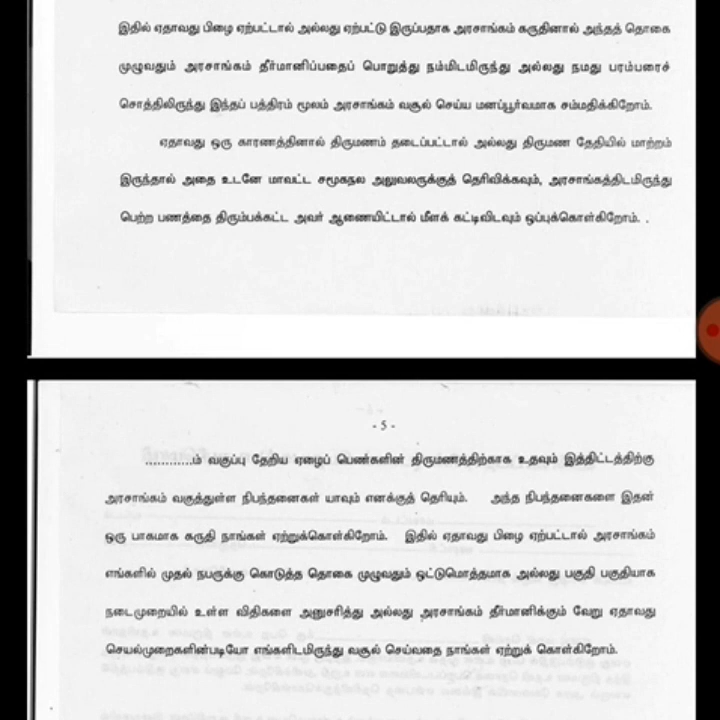 இதில் ஏதாவது பிழை ஏற்பட்டால் அல்லது ஏற்பட்டு இருப்பதாக அரசாங்கம் கருதினால் அந்தத் தொகை
முழுவதும் அரசாங்கம் தீர்மானிப்பதைப் பொறுத்து நம்மிடமிருந்து அல்லது நமது பரம்பரைச்
சொத்திலிருந்து இந்தப் பத்திரம் மூலம் அரசாங்கம் வசூல் செய்ய மனப்பூர்வமாக சம்மதிக்கிறோம்.
ஏதாவது ஒரு காரணத்தினால் திருமணம் தடைப்பட்டால் அல்லது திருமண தேதியில் மாற்றம்
இருந்தால் அதை உடனே மாவட்ட சமூகநல அலுவலருக்குத் தெரிவிக்கவும், அரசாங்கத்திடமிருந்து
பெற்ற பணத்தை திரும்பக்கட்ட அவர் ஆணையிட்டால் மீளக் கட்டிவிடவும் ஒப்புக்கொள்கிறோம். .
- 5 -
............ம் வகுப்பு தேறிய ஏழைப் பெண்களின் திருமணத்திற்காக உதவும் இத்திட்டத்திற்கு
அரசாங்கம் வகுத்துள்ள நிபந்தனைகள் யாவும் எனக்குத் தெரியும். அந்த நிபந்தனைகளை இதன்
ஒரு பாகமாக கருதி நாங்கள் ஏற்றுக்கொள்கிறோம். இதில் ஏதாவது பிழை ஏற்பட்டால் அரசாங்கம்
எங்களில் முதல் நபருக்கு கொடுத்த தொகை முழுவதும் ஒட்டுமொத்தமாக அல்லது பகுதி பகுதியாக
நடைமுறையில் உள்ள விதிகளை அனுசரித்து அல்லது அரசாங்கம் தீர்மானிக்கும் வேறு ஏதாவது
செயல்முறைகளின்படியோ எங்களிடமிருந்து வசூல் செய்வதை நாங்கள் ஏற்றுக் கொள்கிறோம்.